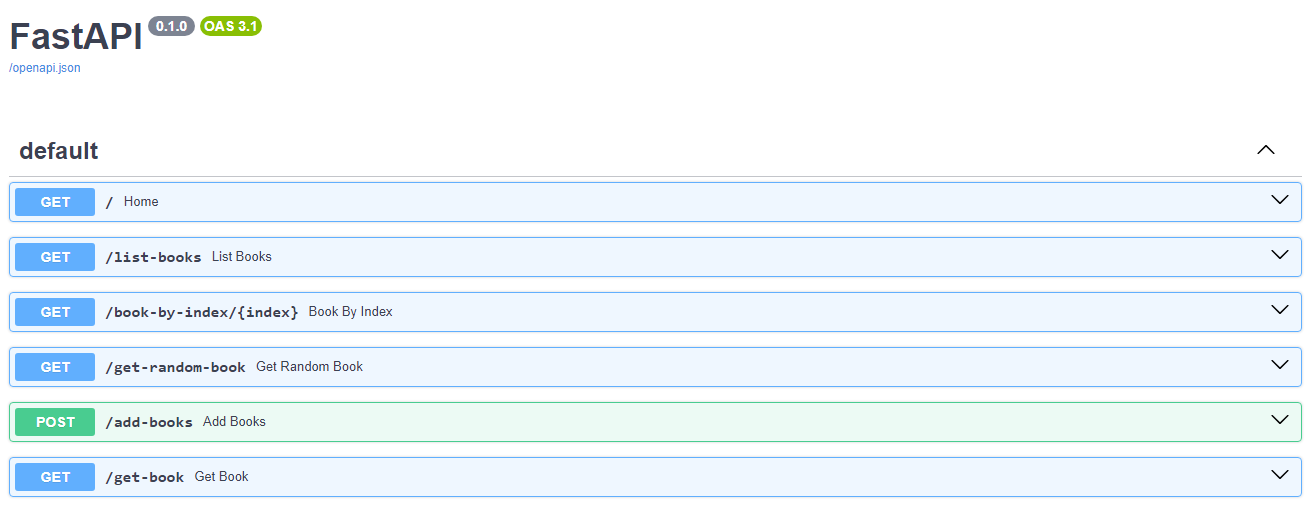 FastAPI 0.1.0 OAS 3.1
/openapi.json
default
GET / Home
GET /list-books List Books
GET /book-by-index/{index} Book By Index
GET /get-random-book Get Random Book
POST /add-books Add Books
GET /get-book Get Book